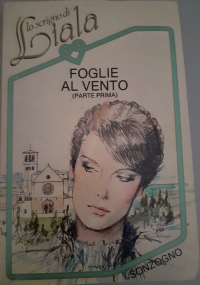 lo scrigno di
Liala
FOGLIE
AL VENTO
(PARTE PRIMA)
SONZOGNO